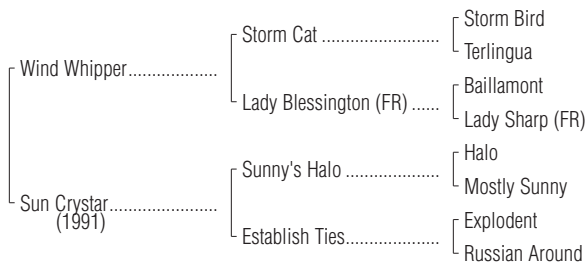 Storm Bird
Storm Cat ........................
Terlingua
Wind Whipper..................
Baillamont
Lady Blessington (FR) ......
Lady Sharp (FR)
Halo
Sunny's Halo ...................
Mostly Sunny
Sun Crystar.....................
(1991)
Explodent
Establish Ties...................
Russian Around